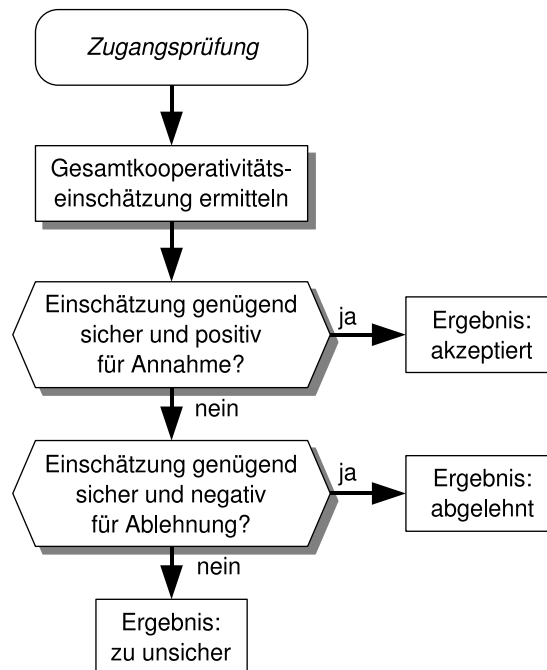 Zugangsprüfung
Gesamtkooperativitäts-
einschätzung ermitteln
Einschätzung genügend
sicher und positiv
für Annahme?
ja
Ergebnis:
akzeptiert
nein
Einschätzung genügend
sicher und negativ
für Ablehnung?
ja
Ergebnis:
abgelehnt
nein
Ergebnis:
zu unsicher